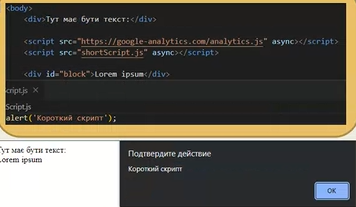 <body>
<div>Тут має бути текст:</div>
<script src="https://google-analytics.com/analytics.js" async></script>
<script src="shortScript.js" async></script>
<div id="block">Lorem ipsum</div>
cript.js ×
Script.js
alert('Короткий скрипт');
Тут має бути текст:
Lorem ipsum
Подтвердите действие
Короткий скрипт
OK